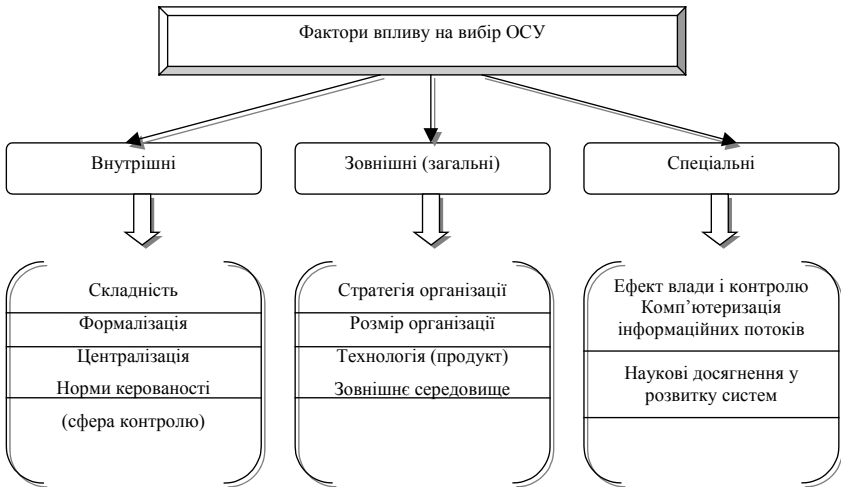 Фактори впливу на вибір ОСУ
Внутрішні
Зовнішні (загальні)
Спеціальні
Складність
Формалізація
Централізація
Норми керованості
(сфера контролю)
Стратегія організації
Розмір організації
Технологія (продукт)
Зовнішнє середовище
Ефект влади і контролю
Комп’ютеризація
інформаційних потоків
Наукові досягнення у
розвитку систем